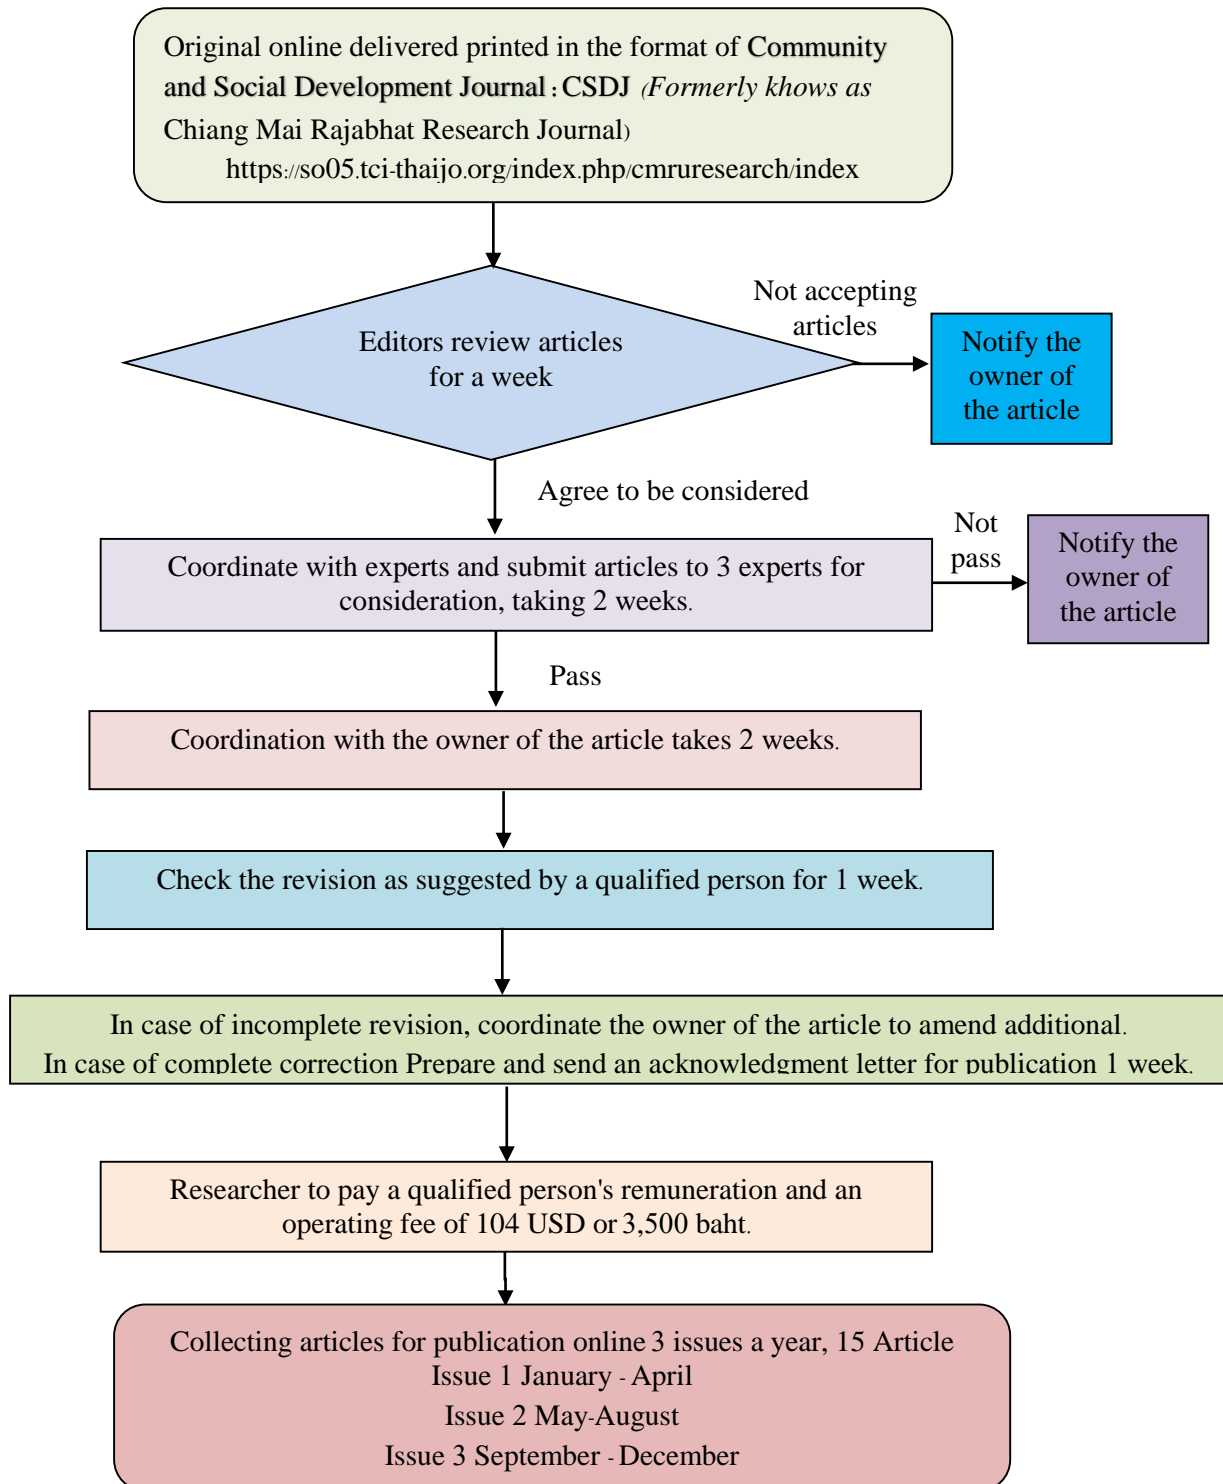 Original online delivered printed in the format of Community
and Social Development Journal : CSDJ (Formerly khows as
Chiang Mai Rajabhat Research Journal)
https://so05.tci-thaijo.org/index.php/cmruresearch/index
Not accepting
articles
Editors review articles
for a week
Notify the
owner of
the article
Agree to be considered
Not
pass
Coordinate with experts and submit articles to 3 experts for
consideration, taking 2 weeks.
Notify the
owner of
the article
Pass
Coordination with the owner of the article takes 2 weeks.
Check the revision as suggested by a qualified person for 1 week.
In case of incomplete revision, coordinate the owner of the article to amend additional.
In case of complete correction Prepare and send an acknowledgment letter for publication 1 week.
Researcher to pay a qualified person's remuneration and an
operating fee of 104 USD or 3,500 baht.
Collecting articles for publication online 3 issues a year, 15 Article
Issue 1 January - April
Issue 2 May-August
Issue 3 September - December